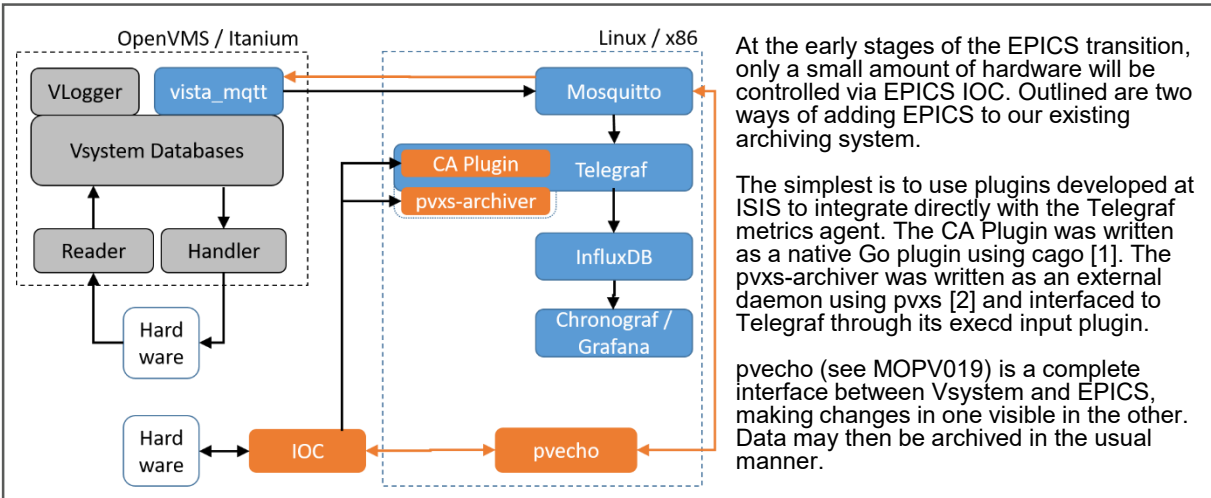 OpenVMS / Itanium
Linux / x86
VLogger
vista_mqtt
Mosquitto
Vsystem Databases
CA Plugin
Telegraf
pvxs-archiver
Reader
Handler
InfluxDB
Hard
ware
Chronograf /
Grafana
Hard
ware
IOC
pvecho
At the early stages of the EPICS transition,
only a small amount of hardware will be
controlled via EPICS IOC. Outlined are two
ways of adding EPICS to our existing
archiving system.
The simplest is to use plugins developed at
ISIS to integrate directly with the Telegraf
metrics agent. The CA Plugin was written
as a native Go plugin using cago [1]. The
pvxs-archiver was written as an external
daemon using pvxs [2] and interfaced to
Telegraf through its execd input plugin.
pvecho (see MOPV019) is a complete
interface between Vsystem and EPICS,
making changes in one visible in the other.
Data may then be archived in the usual
manner.